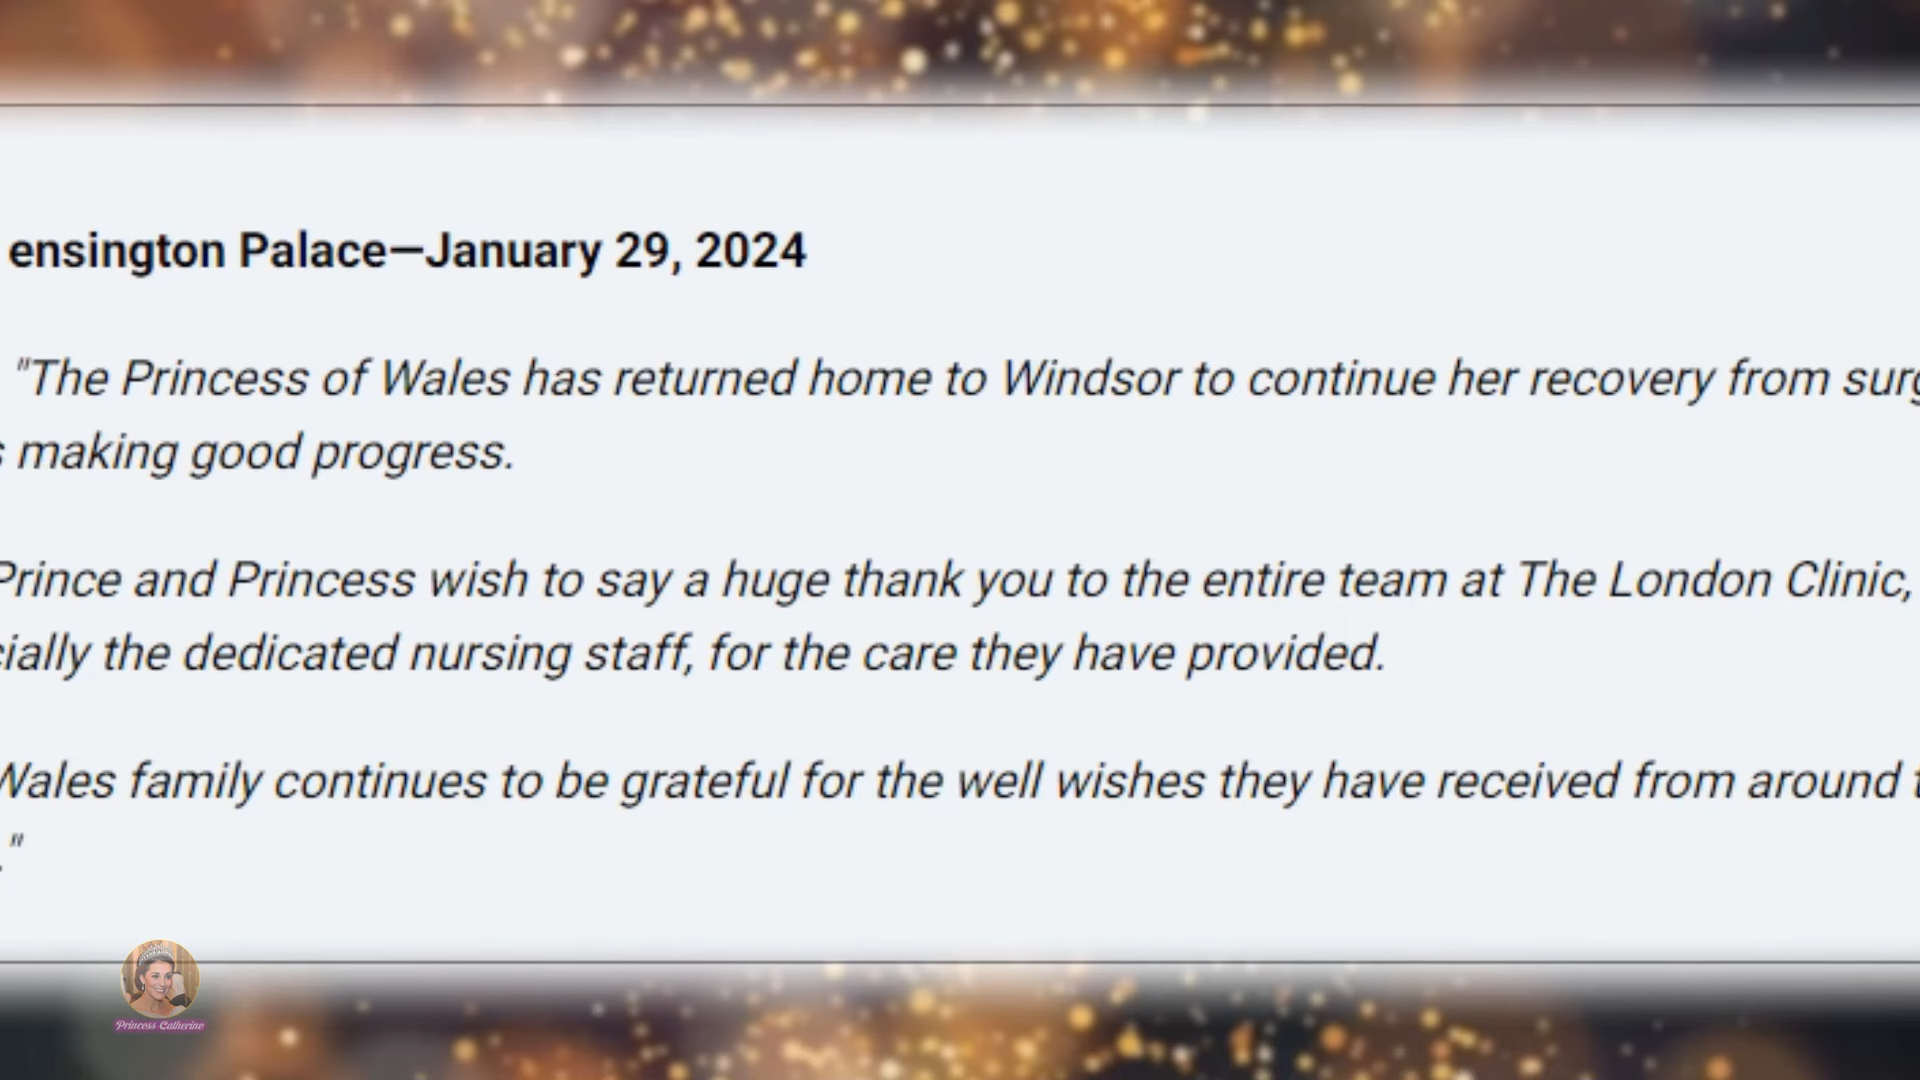 ensington Palace—January 29, 2024
"The Princess of Wales has returned home to Windsor to continue her recovery from surg
s making good progress.
Prince and Princess wish to say a huge thank you to the entire team at The London Clinic,
cially the dedicated nursing staff, for the care they have provided.
Wales family continues to be grateful for the well wishes they have received from around t
."
Princess Catherine